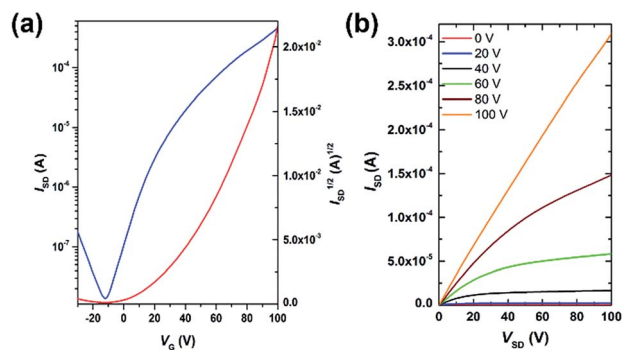 (a)
10⁻⁴
10⁻⁵
10⁻⁶
10⁻⁷
I_SD (A)
-20 0 20 40 60 80 100
V_G (V)
2.0x10⁻²
1.5x10⁻²
1.0x10⁻²
5.0x10⁻³
0.0
I_SD^1/2 (A)^1/2
(b)
3.0x10⁻⁴
2.5x10⁻⁴
2.0x10⁻⁴
1.5x10⁻⁴
1.0x10⁻⁴
5.0x10⁻⁵
0.0
I_SD (A)
0 V
20 V
40 V
60 V
80 V
100 V
0 20 40 60 80 100
V_SD (V)